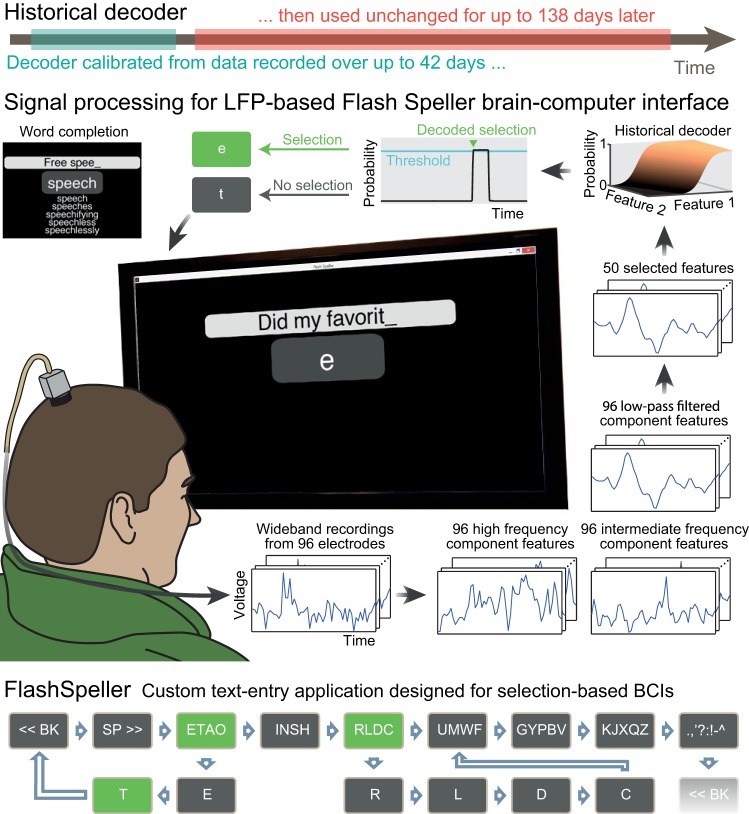 Historical decoder
... then used unchanged for up to 138 days later
Decoder calibrated from data recorded over up to 42 days ...
Time
Signal processing for LFP-based Flash Speller brain-computer interface
Word completion
Free spee_
speech
speech
speeches
speechifying
speechless
speechlessly
e
Selection
t
No selection
Decoded selection
Threshold
Probability
Time
Historical decoder
Probability
1
0
Feature 2
Feature 1
50 selected features
Flash Speller
Did my favorit_
e
96 low-pass filtered
component features
Wideband recordings
from 96 electrodes
Voltage
Time
96 high frequency
component features
96 intermediate frequency
component features
FlashSpeller Custom text-entry application designed for selection-based BCIs
<< BK
SP >>
ETAO
INSH
RLDC
UMWF
GYPBV
KJXQZ
.,'?:!-^
T
E
R
L
D
C
<< BK